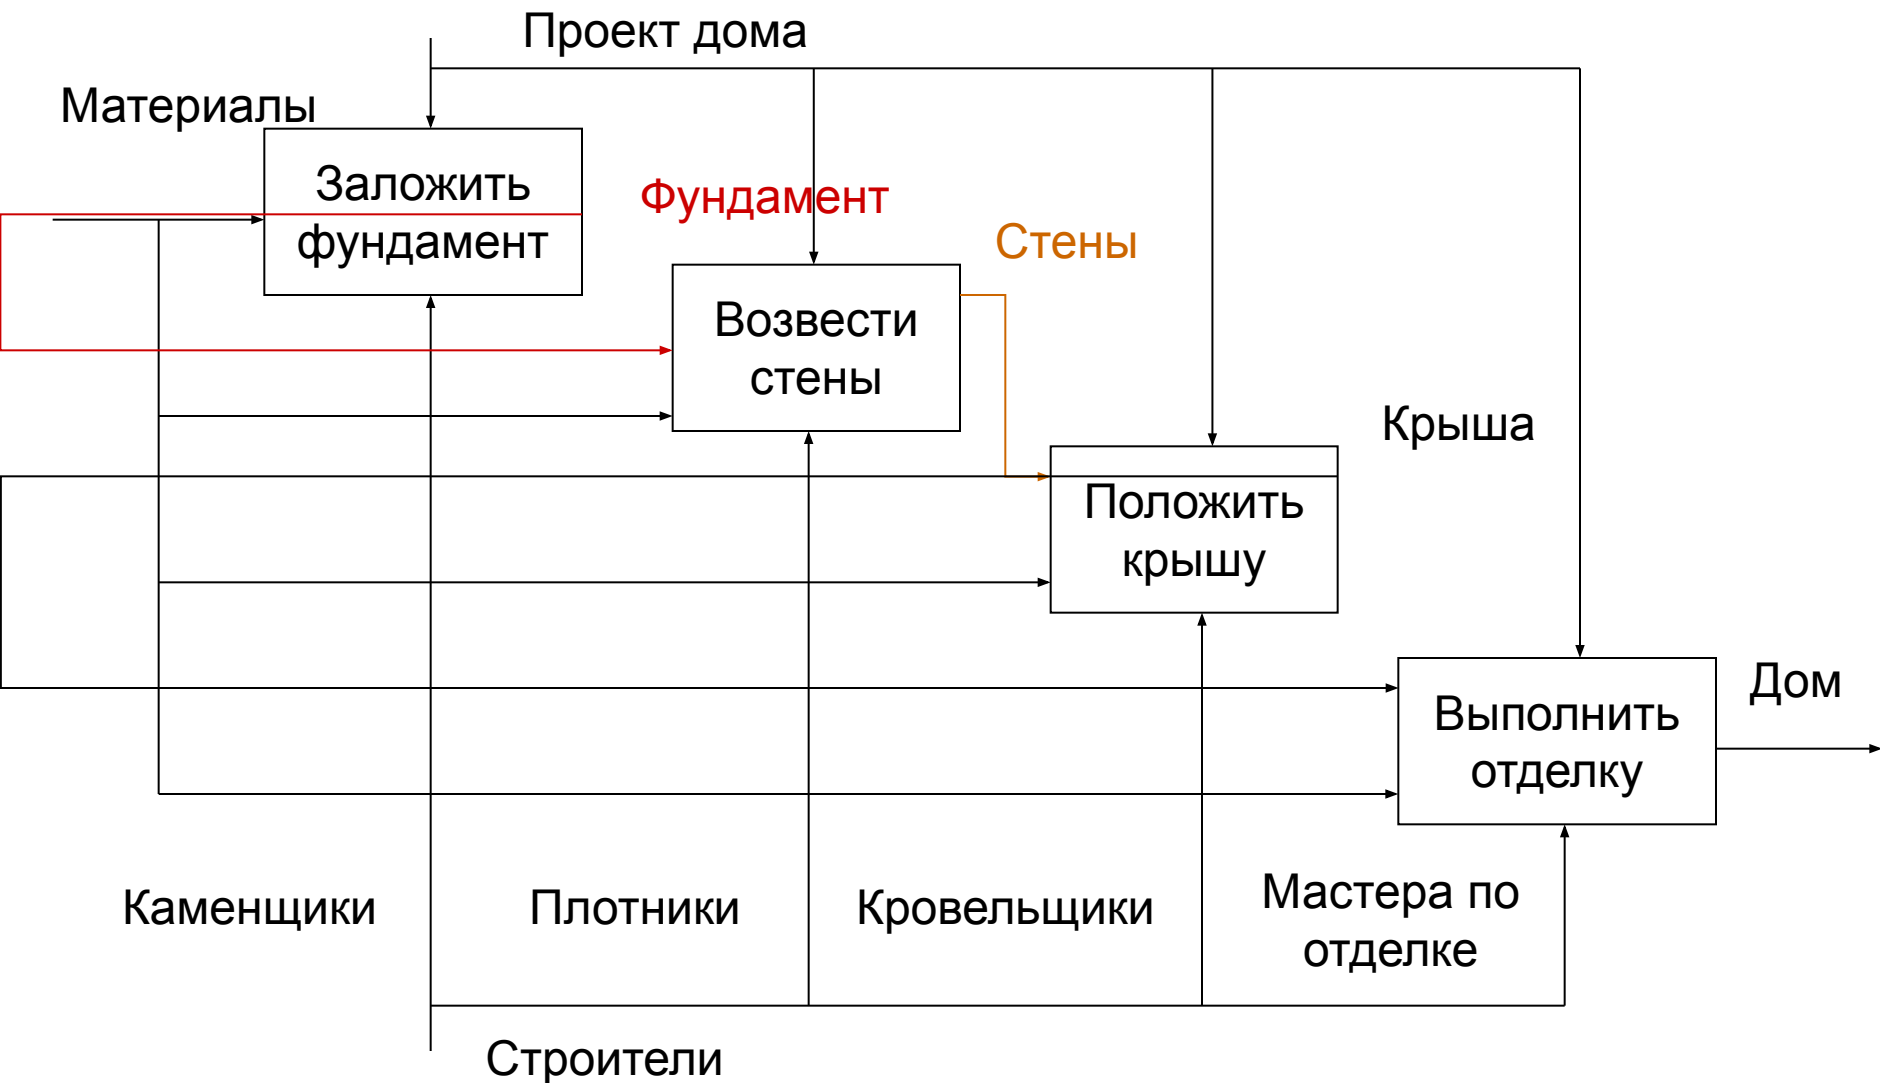 Проект дома
Материалы
Заложить
фундамент
Фундамент
Стены
Возвести
стены
Крыша
Положить
крышу
Дом
Выполнить
отделку
Каменщики
Плотники
Кровельщики
Мастера по
отделке
Строители